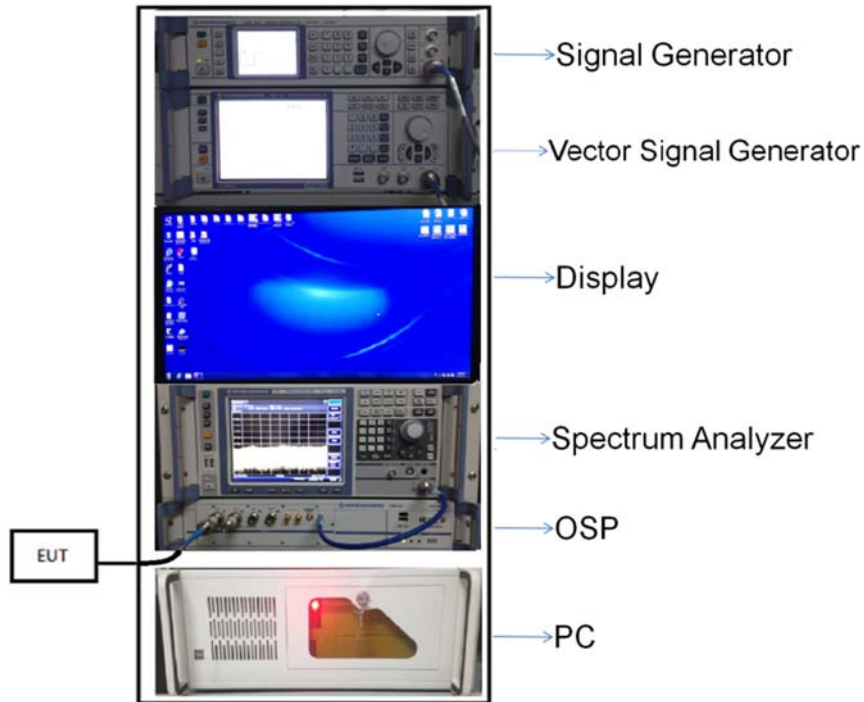 Signal Generator
Vector Signal Generator
Display
Spectrum Analyzer
OSP
EUT
PC